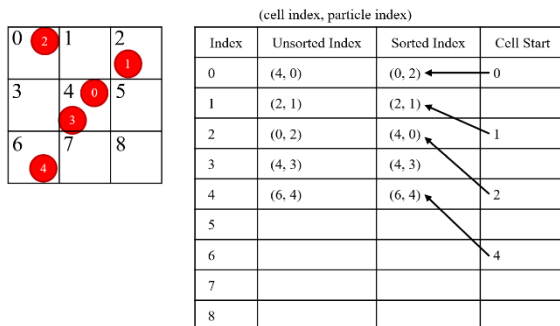 (cell index, particle index)
0 2 1 2
1
3 4 0 5
3
6 7 8
4
Index Unsorted Index Sorted Index Cell Start
0 (4, 0) (0, 2) 0
1 (2, 1) (2, 1)
2 (0, 2) (4, 0) 1
3 (4, 3) (4, 3)
4 (6, 4) (6, 4) 2
5
6 4
7
8